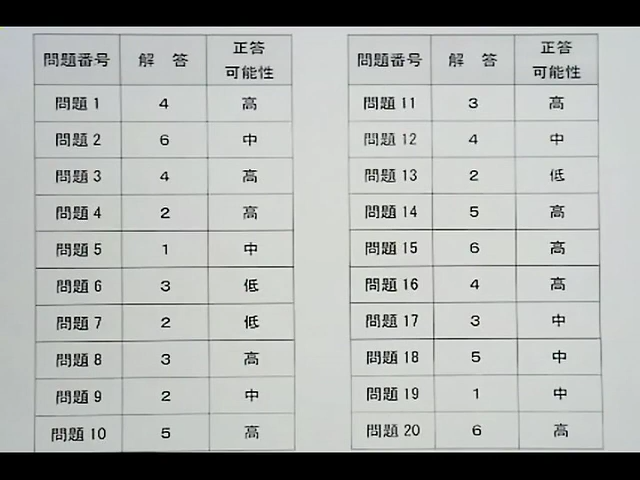 問題番号 解 答 正答可能性
問題 1 4 高
問題 2 6 中
問題 3 4 高
問題 4 2 高
問題 5 1 中
問題 6 3 低
問題 7 2 低
問題 8 3 高
問題 9 2 中
問題 10 5 高
問題番号 解 答 正答可能性
問題 11 3 高
問題 12 4 中
問題 13 2 低
問題 14 5 高
問題 15 6 高
問題 16 4 高
問題 17 3 中
問題 18 5 中
問題 19 1 中
問題 20 6 高